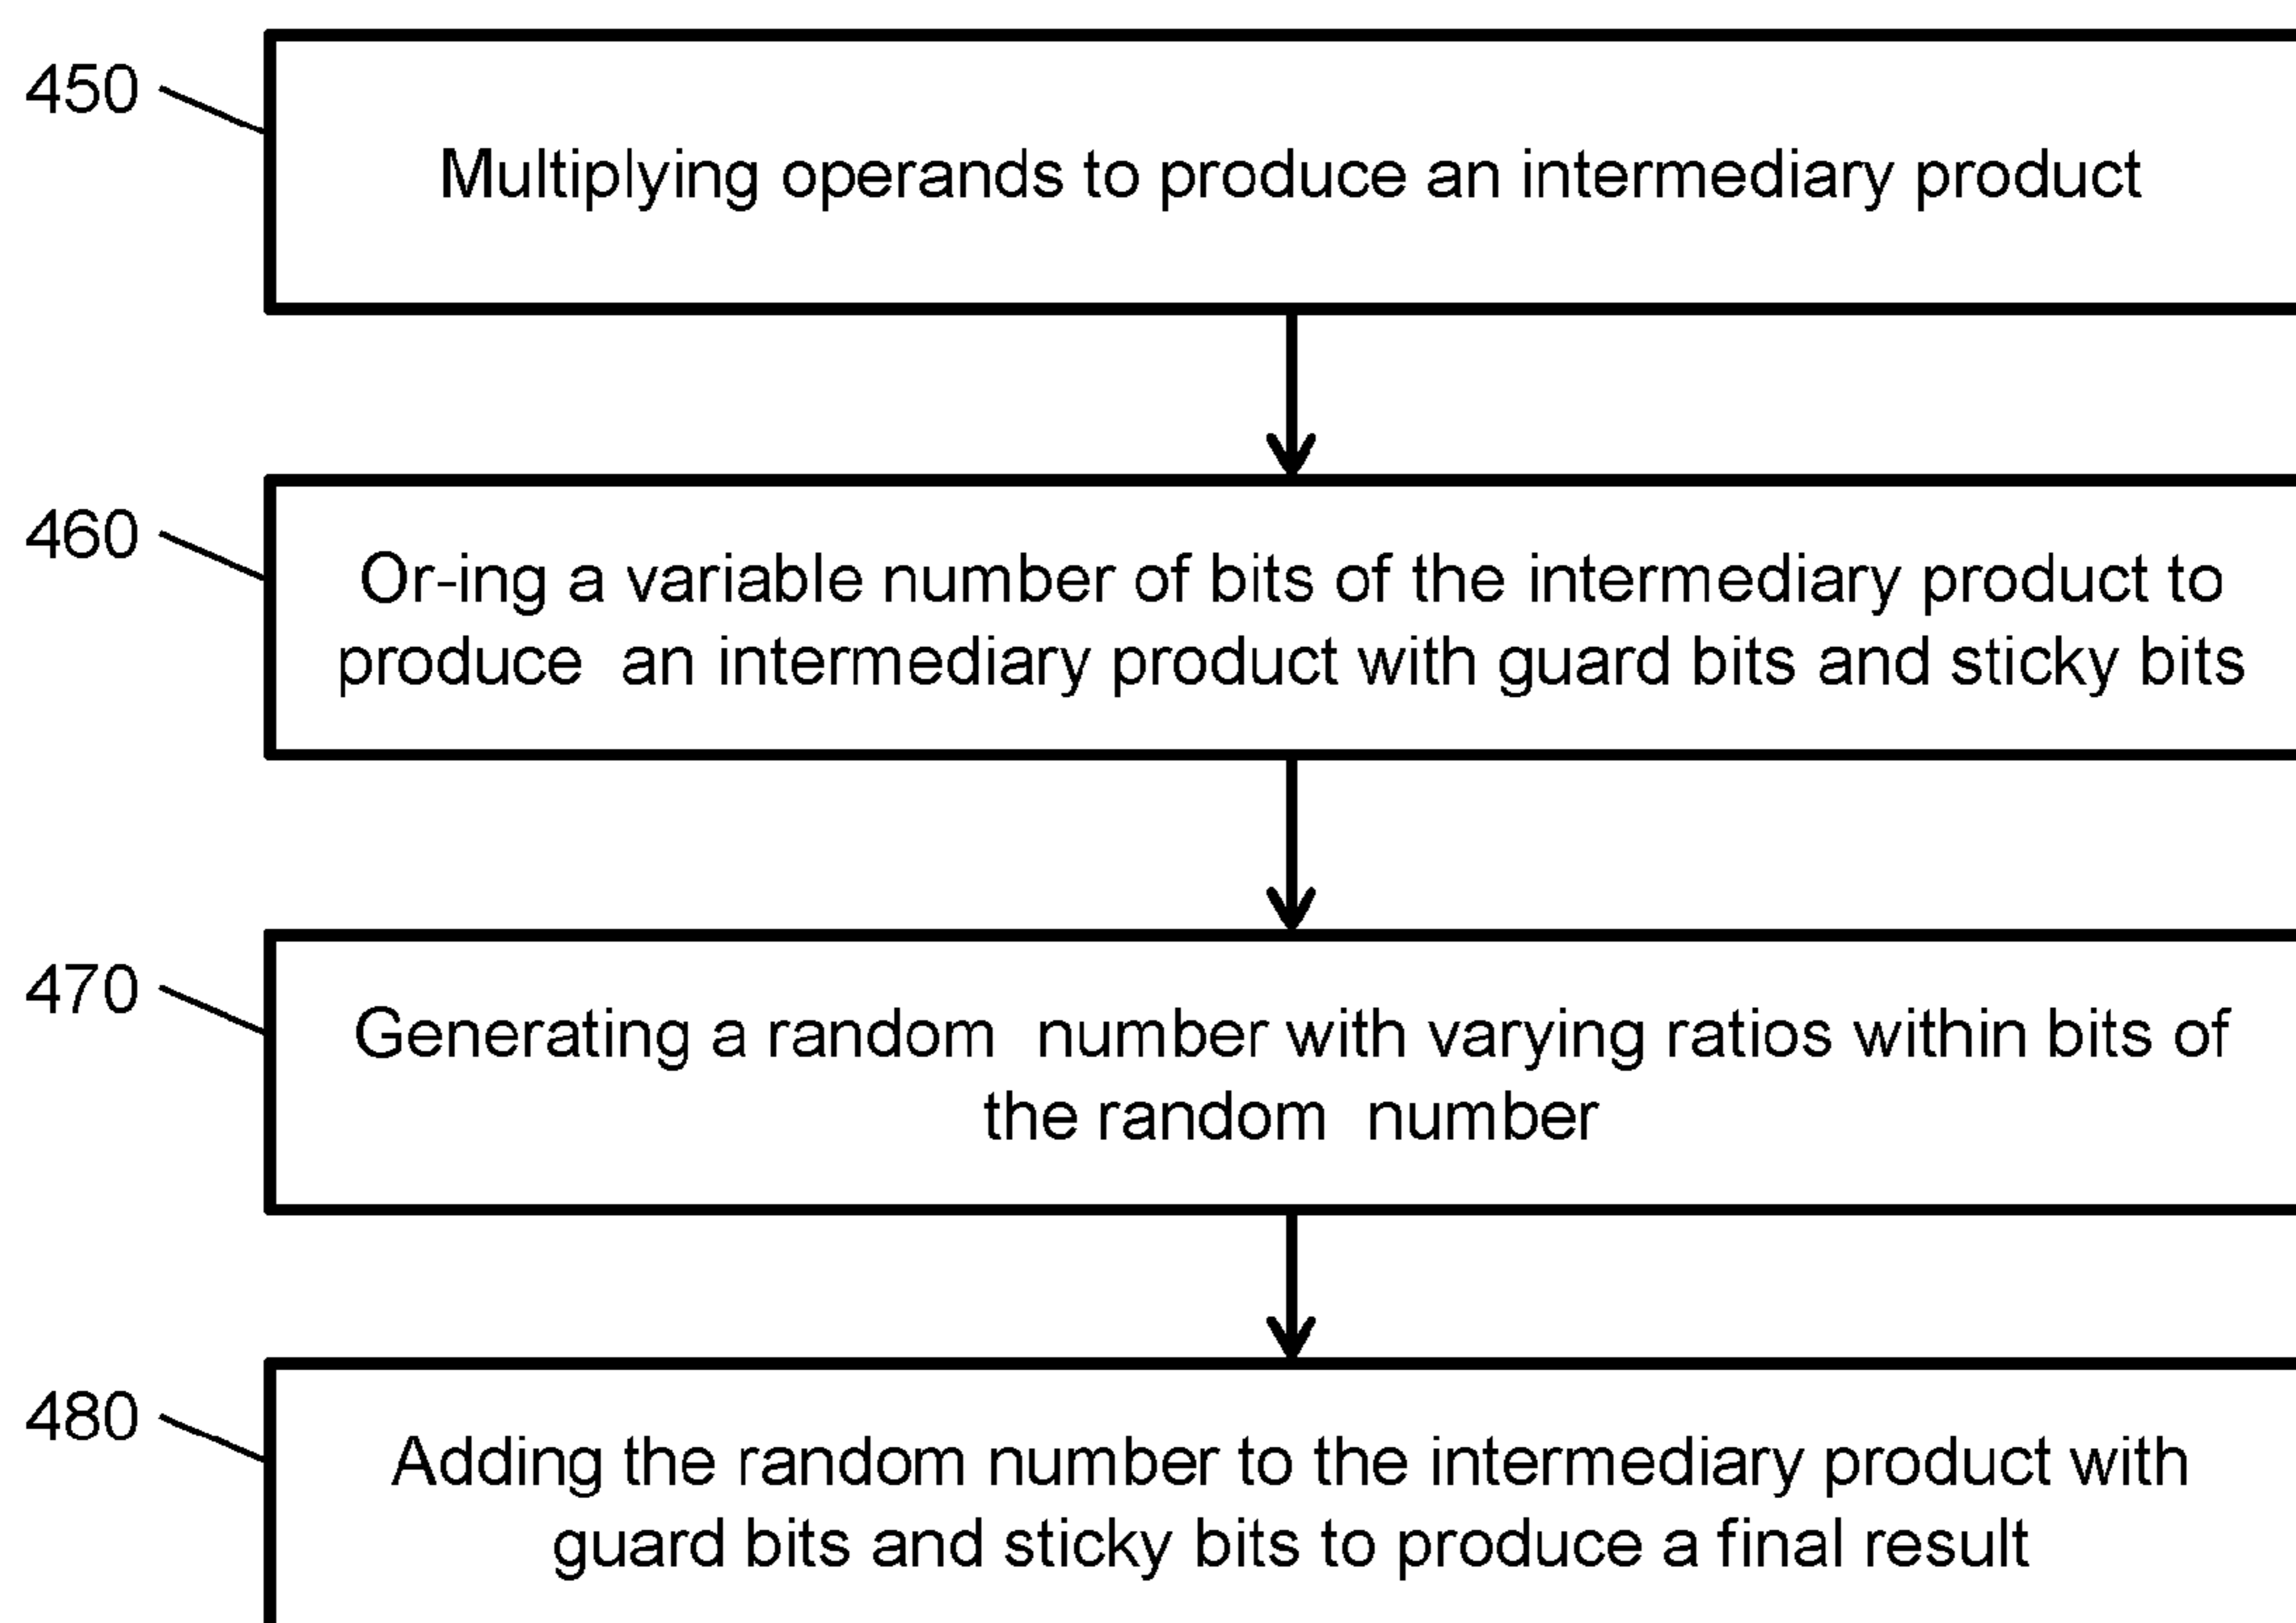 450
Multiplying operands to produce an intermediary product
460
Or-ing a variable number of bits of the intermediary product to
produce an intermediary product with guard bits and sticky bits
470
Generating a random number with varying ratios within bits of
the random number
480
Adding the random number to the intermediary product with
guard bits and sticky bits to produce a final result